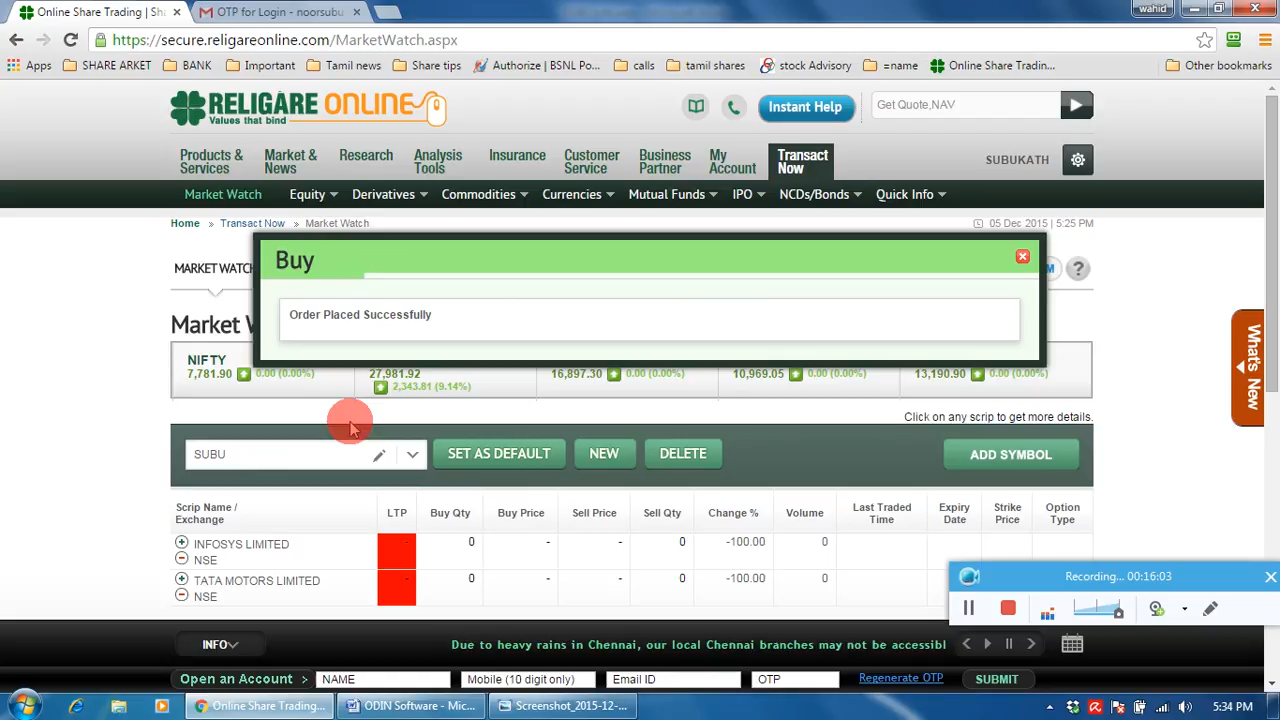 Online Share Trading | Sha
OTP for Login - noorsubu
wahid
https://secure.religareonline.com/MarketWatch.aspx
Apps
SHARE ARKET
BANK
Important
Tamil news
Share tips
Authorize | BSNL Po...
calls
tamil shares
stock Advisory
=name
Online Share Tradin...
Other bookmarks
RELIGARE ONLINE
Values that bind
Instant Help
Get Quote,NAV
Products & Services
Market & News
Research
Analysis Tools
Insurance
Customer Service
Business Partner
My Account
Transact Now
SUBUKATH
Market Watch
Equity
Derivatives
Commodities
Currencies
Mutual Funds
IPO
NCDs/Bonds
Quick Info
Home » Transact Now » Market Watch
05 Dec 2015 | 5:25 PM
MARKET WATC
M
?
Buy
Order Placed Successfully
What's New
Market W
NIFTY
7,781.90 0.00 (0.00%)
27,981.92
2,343.81 (9.14%)
16,897.30 0.00 (0.00%)
10,969.05 0.00 (0.00%)
13,190.90 0.00 (0.00%)
Click on any scrip to get more details.
SUBU
SET AS DEFAULT
NEW
DELETE
ADD SYMBOL
Scrip Name / Exchange
LTP
Buy Qty
Buy Price
Sell Price
Sell Qty
Change %
Volume
Last Traded Time
Expiry Date
Strike Price
Option Type
INFOSYS LIMITED - 0 - - 0 -100.00 0
NSE
TATA MOTORS LIMITED - 0 - - 0 -100.00 0
NSE
Recording... 00:16:03
INFO
Due to heavy rains in Chennai, our local Chennai branches may not be accessibl
Open an Account >
NAME
Mobile (10 digit only)
Email ID
OTP
Regenerate OTP
SUBMIT
Online Share Trading...
ODIN Software - Mic...
Screenshot_2015-12-...
5:34 PM